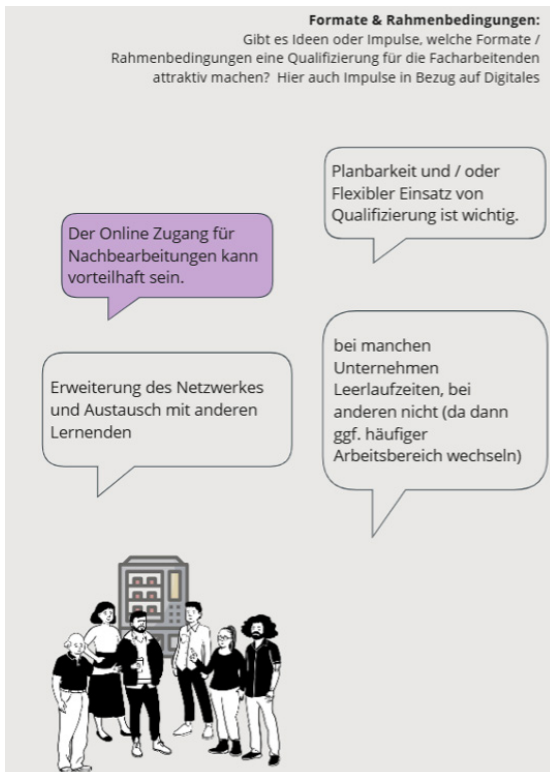 Formate & Rahmenbedingungen:
Gibt es Ideen oder Impulse, welche Formate /
Rahmenbedingungen eine Qualifizierung für die Facharbeitenden
attraktiv machen? Hier auch Impulse in Bezug auf Digitales
Planbarkeit und / oder
Flexibler Einsatz von
Qualifizierung ist wichtig.
Der Online Zugang für
Nachbearbeitungen kann
vorteilhaft sein.
bei manchen
Unternehmen
Leerlaufzeiten, bei
anderen nicht (da dann
ggf. häufiger
Arbeitsbereich wechseln)
Erweiterung des Netzwerkes
und Austausch mit anderen
Lernenden